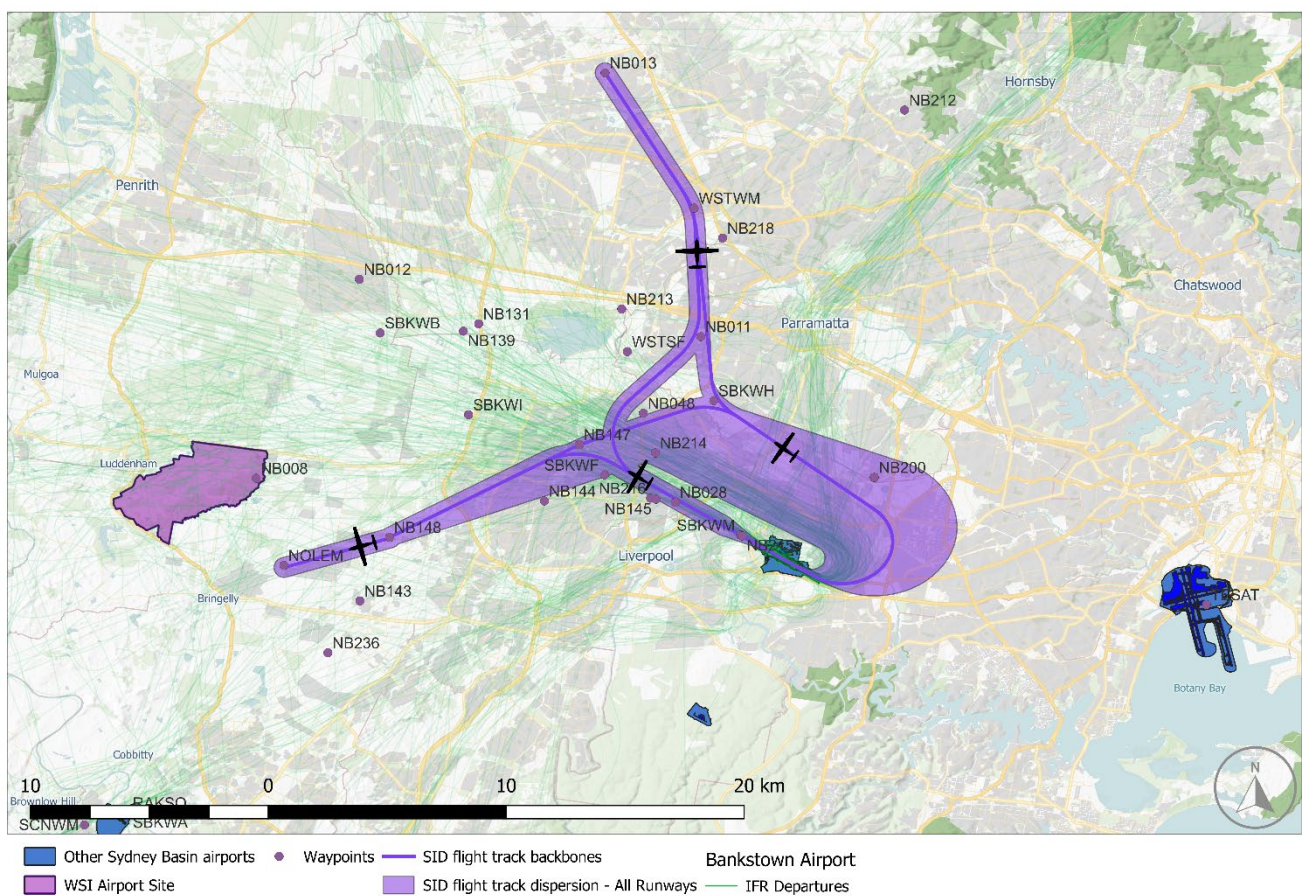 NB013
Hornsby
NB212
Penrith
WSTWM
NB218
NB012
Chatswood
NB213
NB131
Parramatta
SBKWB
NB139
NB011
WSTSF
Mulgoa
SBKWH
SBKWI
NB048
NB147
NB214
Luddenham
SBKWF
NB008
NB200
NB144
NB145
NB028
SBKWM
NB148
Liverpool
NOLEM
NB143
Bringelly
NB236
Botany Bay
Cobbitty
N
10 0 10 20 km
Brownlow Hill
RAKSO
SCNWM
SBKWA
Other Sydney Basin airports
Waypoints
SID flight track backbones
Bankstown Airport
WSI Airport Site
SID flight track dispersion - All Runways
IFR Departures